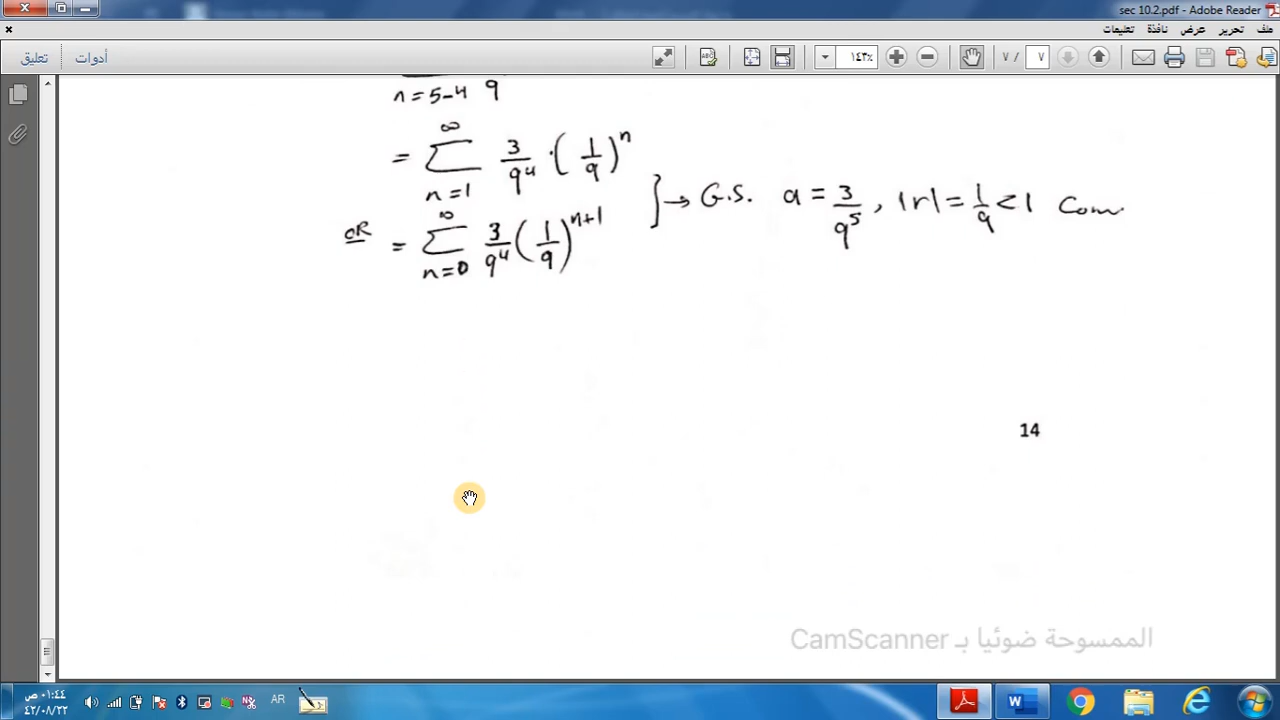 sec 10.2.pdf - Adobe Reader
ملف تحرير عرض نافذة تعليمات
أدوات تعليق
١٤٣٪ ٧ / ٧
n = 5-4 9
= ∞ ∑ n=1 3/9⁴ · (1/9)ⁿ
OR = ∞ ∑ n=0 3/9⁴ (1/9)ⁿ⁺¹
} → G.S. a = 3/9⁵ , |r| = 1/9 < 1 Conv
14
الممسوحة ضوئيا بـ CamScanner
٠١:٤٤ ص
٤٢/٠٨/٢٢
AR